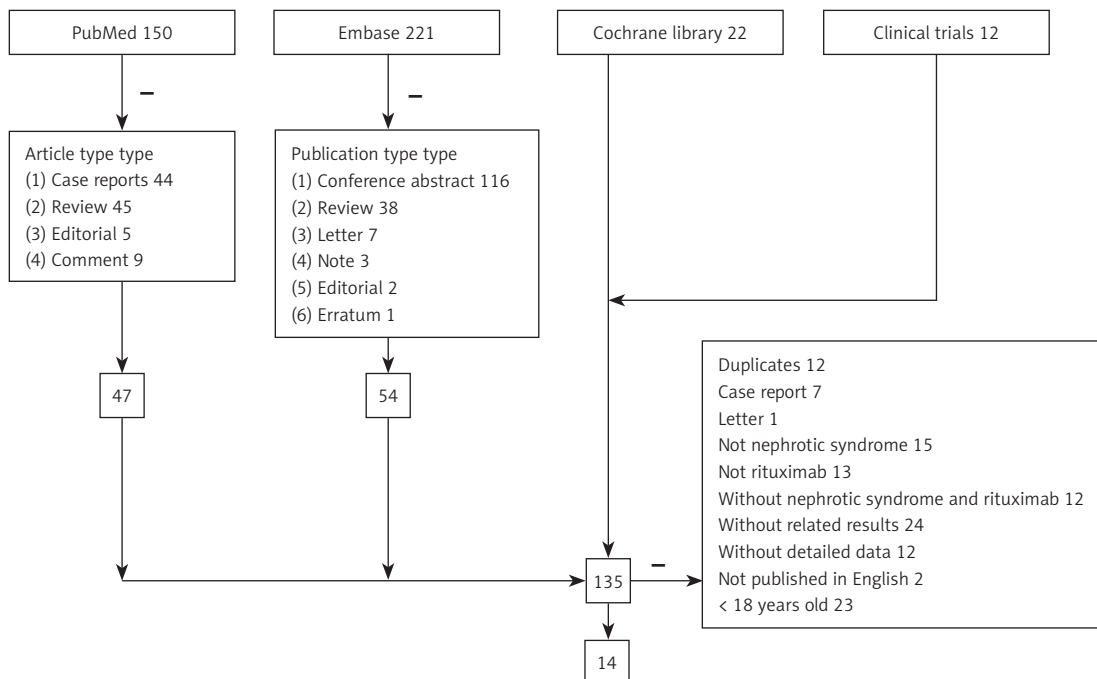 PubMed 150
Embase 221
Cochrane library 22
Clinical trials 12
–
–
Article type type
(1) Case reports 44
(2) Review 45
(3) Editorial 5
(4) Comment 9
Publication type type
(1) Conference abstract 116
(2) Review 38
(3) Letter 7
(4) Note 3
(5) Editorial 2
(6) Erratum 1
47
54
135
–
Duplicates 12
Case report 7
Letter 1
Not nephrotic syndrome 15
Not rituximab 13
Without nephrotic syndrome and rituximab 12
Without related results 24
Without detailed data 12
Not published in English 2
< 18 years old 23
14